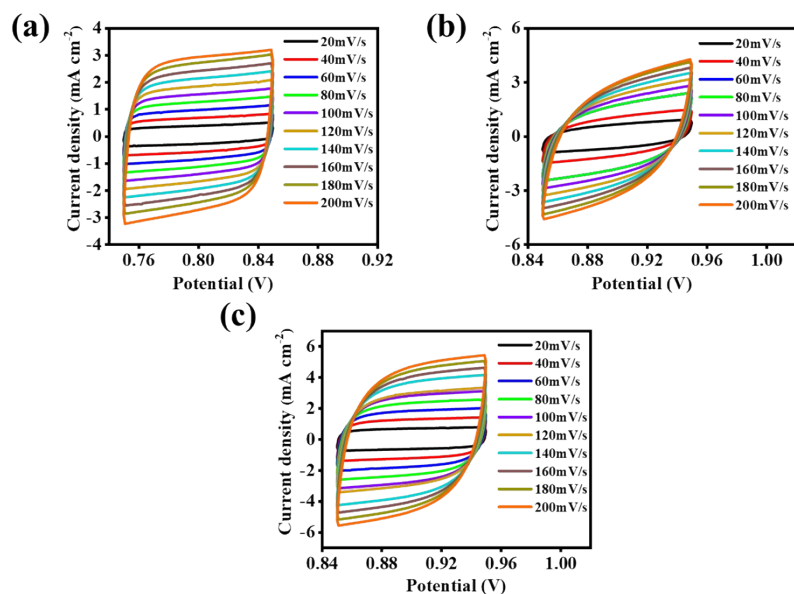 (a)
Current density (mA cm-2)
4
3
2
1
0
-1
-2
-3
-4
0.76 0.80 0.84 0.88 0.92
Potential (V)
20mV/s
40mV/s
60mV/s
80mV/s
100mV/s
120mV/s
140mV/s
160mV/s
180mV/s
200mV/s
(b)
Current density (mA cm-2)
6
3
0
-3
-6
0.84 0.88 0.92 0.96 1.00
Potential (V)
20mV/s
40mV/s
60mV/s
80mV/s
100mV/s
120mV/s
140mV/s
160mV/s
180mV/s
200mV/s
(c)
Current density (mA cm-2)
6
4
2
0
-2
-4
-6
0.84 0.88 0.92 0.96 1.00
Potential (V)
20mV/s
40mV/s
60mV/s
80mV/s
100mV/s
120mV/s
140mV/s
160mV/s
180mV/s
200mV/s